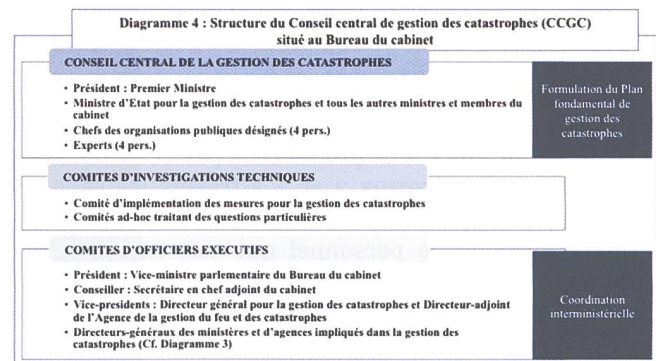 Diagramme 4 : Structure du Conseil central de gestion des catastrophes (CCGC)
situé au Bureau du cabinet
CONSEIL CENTRAL DE LA GESTION DES CATASTROPHES
• Président : Premier Ministre
• Ministre d'Etat pour la gestion des catastrophes et tous les autres ministres et membres du
cabinet
• Chefs des organisations publiques désignés (4 pers.)
• Experts (4 pers.)
Formulation du Plan
fondamental de
gestion des
catastrophes
COMITES D'INVESTIGATIONS TECHNIQUES
• Comité d'implémentation des mesures pour la gestion des catastrophes
• Comités ad-hoc traitant des questions particulières
COMITES D'OFFICIERS EXECUTIFS
• Président : Vice-ministre parlementaire du Bureau du cabinet
• Conseiller : Secrétaire en chef adjoint du cabinet
• Vice-presidents : Directeur général pour la gestion des catastrophes et Directeur-adjoint
de l'Agence de la gestion du feu et des catastrophes
• Directeurs-généraux des ministères et d'agences impliqués dans la gestion des
catastrophes (Cf. Diagramme 3)
Coordination
interministérielle